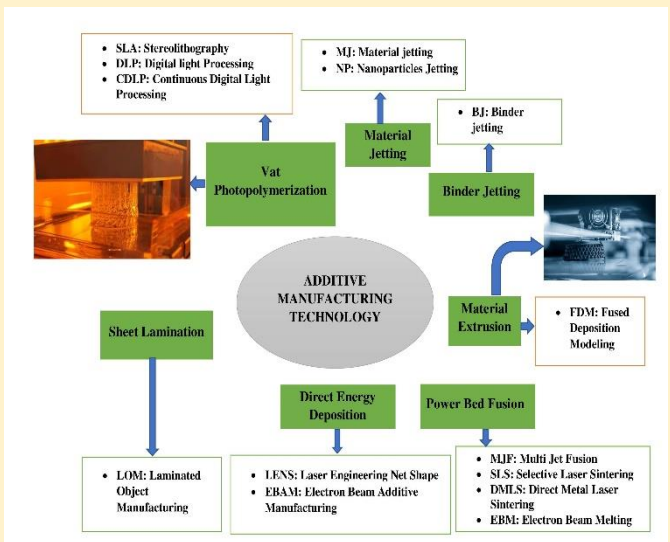 • SLA: Stereolithography
• DLP: Digital light Processing
• CDLP: Continuous Digital Light
Processing
• MJ: Material jetting
• NP: Nanoparticles Jetting
• BJ: Binder
jetting
Vat
Photopolymerization
Material
Jetting
Binder Jetting
ADDITIVE
MANUFACTURING
TECHNOLOGY
Material
Extrusion
• FDM: Fused
Deposition
Modeling
Sheet Lamination
Direct Energy
Deposition
Power Bed Fusion
• LOM: Laminated
Object
Manufacturing
• LENS: Laser Engineering Net Shape
• EBAM: Electron Beam Additive
Manufacturing
• MJF: Multi Jet Fusion
• SLS: Selective Laser Sintering
• DMLS: Direct Metal Laser
Sintering
• EBM: Electron Beam Melting